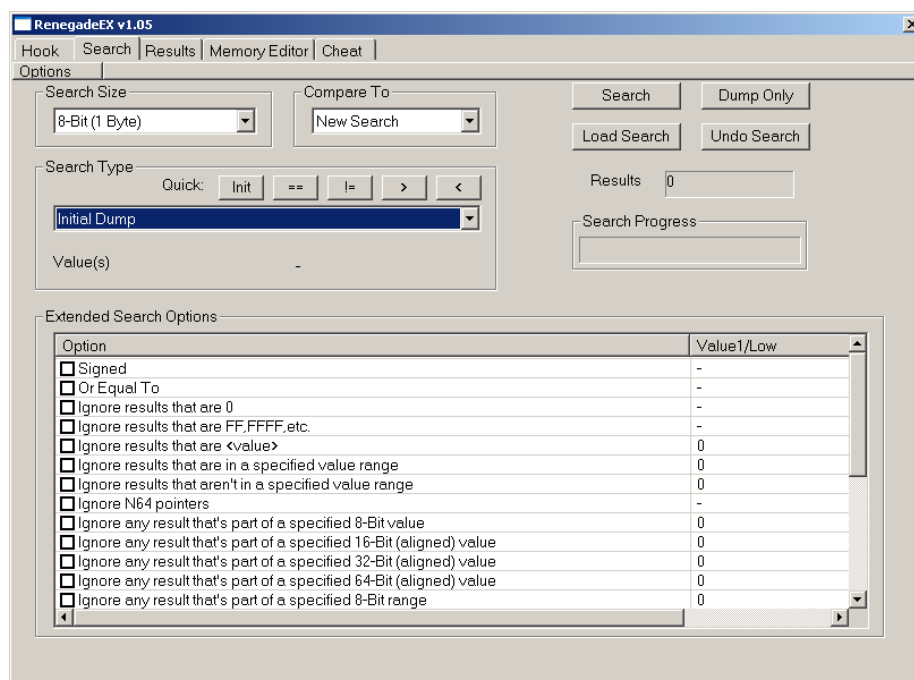 RenegadeEX v1.05
Hook Search Results Memory Editor Cheat
Options
Search Size
8-Bit (1 Byte)
Compare To
New Search
Search Dump Only
Load Search Undo Search
Search Type
Quick: Init == != > <
Initial Dump
Value(s) -
Results 0
Search Progress
Extended Search Options
Option Value1/Low
Signed -
Or Equal To -
Ignore results that are 0 -
Ignore results that are FF,FFFF,etc. -
Ignore results that are <value> 0
Ignore results that are in a specified value range 0
Ignore results that aren't in a specified value range 0
Ignore N64 pointers -
Ignore any result that's part of a specified 8-Bit value 0
Ignore any result that's part of a specified 16-Bit (aligned) value 0
Ignore any result that's part of a specified 32-Bit (aligned) value 0
Ignore any result that's part of a specified 64-Bit (aligned) value 0
Ignore any result that's part of a specified 8-Bit range 0